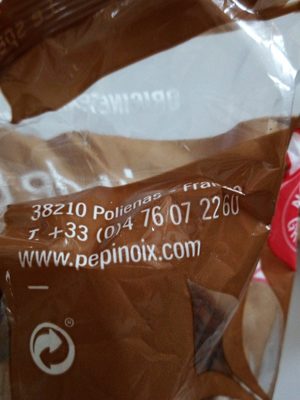 38210 Polienas - France
T. +33 (0)4 76 07 2260
www.pepinoix.com